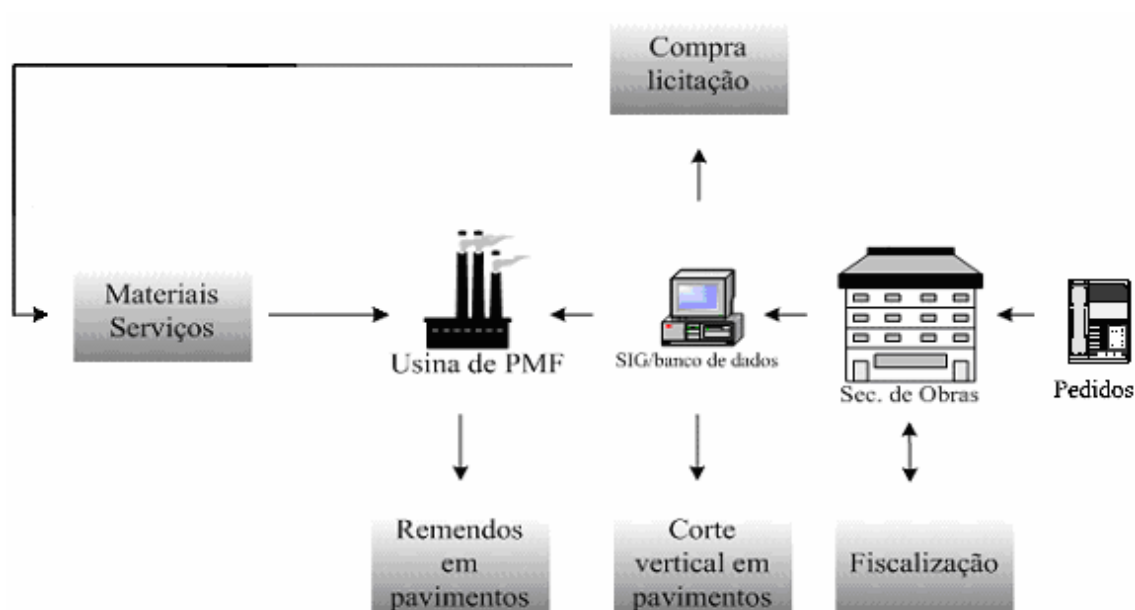 Compra
licitação
Materiais
Serviços
Usina de PMF
SIG/banco de dados
Sec. de Obras
Pedidos
Remendos
em
pavimentos
Corte
vertical em
pavimentos
Fiscalização